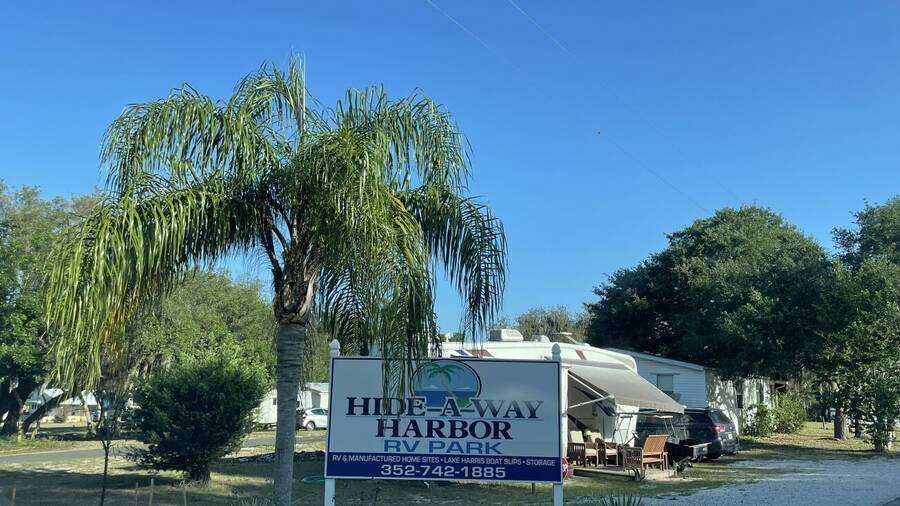 HIDE-A-WAY
HARBOR
RV PARK
RV & MANUFACTURED HOME SITES • LAKE HARRIS BOAT SLIPS • STORAGE
352-742-1885